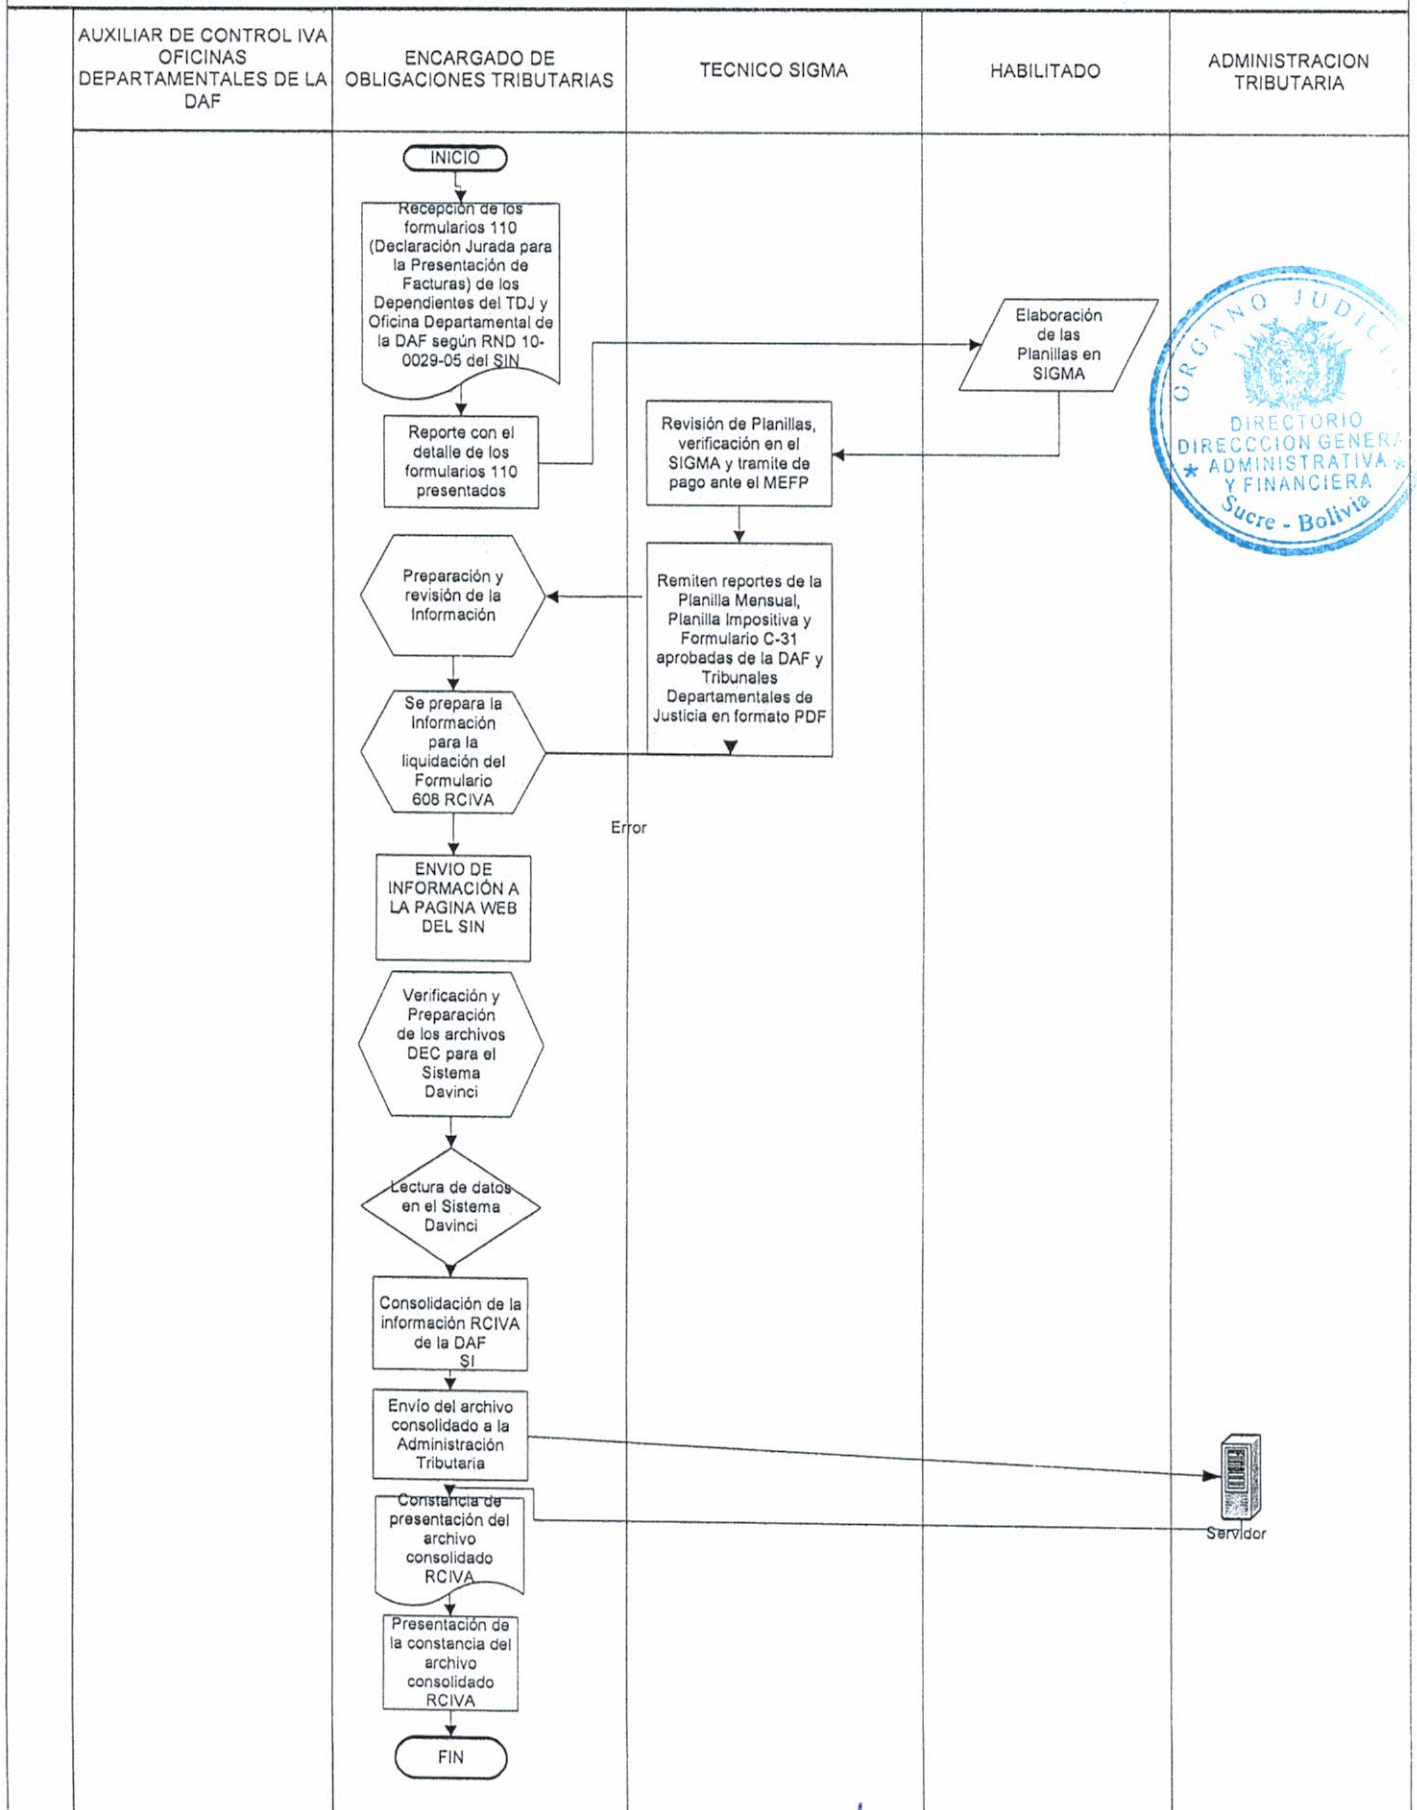 AUXILIAR DE CONTROL IVA
OFICINAS
DEPARTAMENTALES DE LA
DAF
ENCARGADO DE
OBLIGACIONES TRIBUTARIAS
TECNICO SIGMA
HABILITADO
ADMINISTRACION
TRIBUTARIA
INICIO
Recepción de los
formularios 110
(Declaración Jurada para
la Presentación de
Facturas) de los
Dependientes del TDJ y
Oficina Departamental de
la DAF según RND 10-
0029-05 del SIN
Elaboración
de las
Planillas en
SIGMA
ORGANO JUDICI
DIRECTORIO
DIRECCCION GENERA
★ ADMINISTRATIVA ★
Y FINANCIERA
Sucre - Bolivia
Reporte con el
detalle de los
formularios 110
presentados
Revisión de Planillas,
verificación en el
SIGMA y tramite de
pago ante el MEFP
Preparación y
revisión de la
Información
Remiten reportes de la
Planilla Mensual,
Planilla Impositiva y
Formulario C-31
aprobadas de la DAF y
Tribunales
Departamentales de
Justicia en formato PDF
Se prepara la
Información
para la
liquidación del
Formulario
608 RCIVA
Error
ENVIO DE
INFORMACIÓN A
LA PAGINA WEB
DEL SIN
Verificación y
Preparación
de los archivos
DEC para el
Sistema
Davinci
Lectura de datos
en el Sistema
Davinci
Consolidación de la
información RCIVA
de la DAF
SI
Envío del archivo
consolidado a la
Administración
Tributaria
Servidor
Constancia de
presentación del
archivo
consolidado
RCIVA
Presentación de
la constancia del
archivo
consolidado
RCIVA
FIN